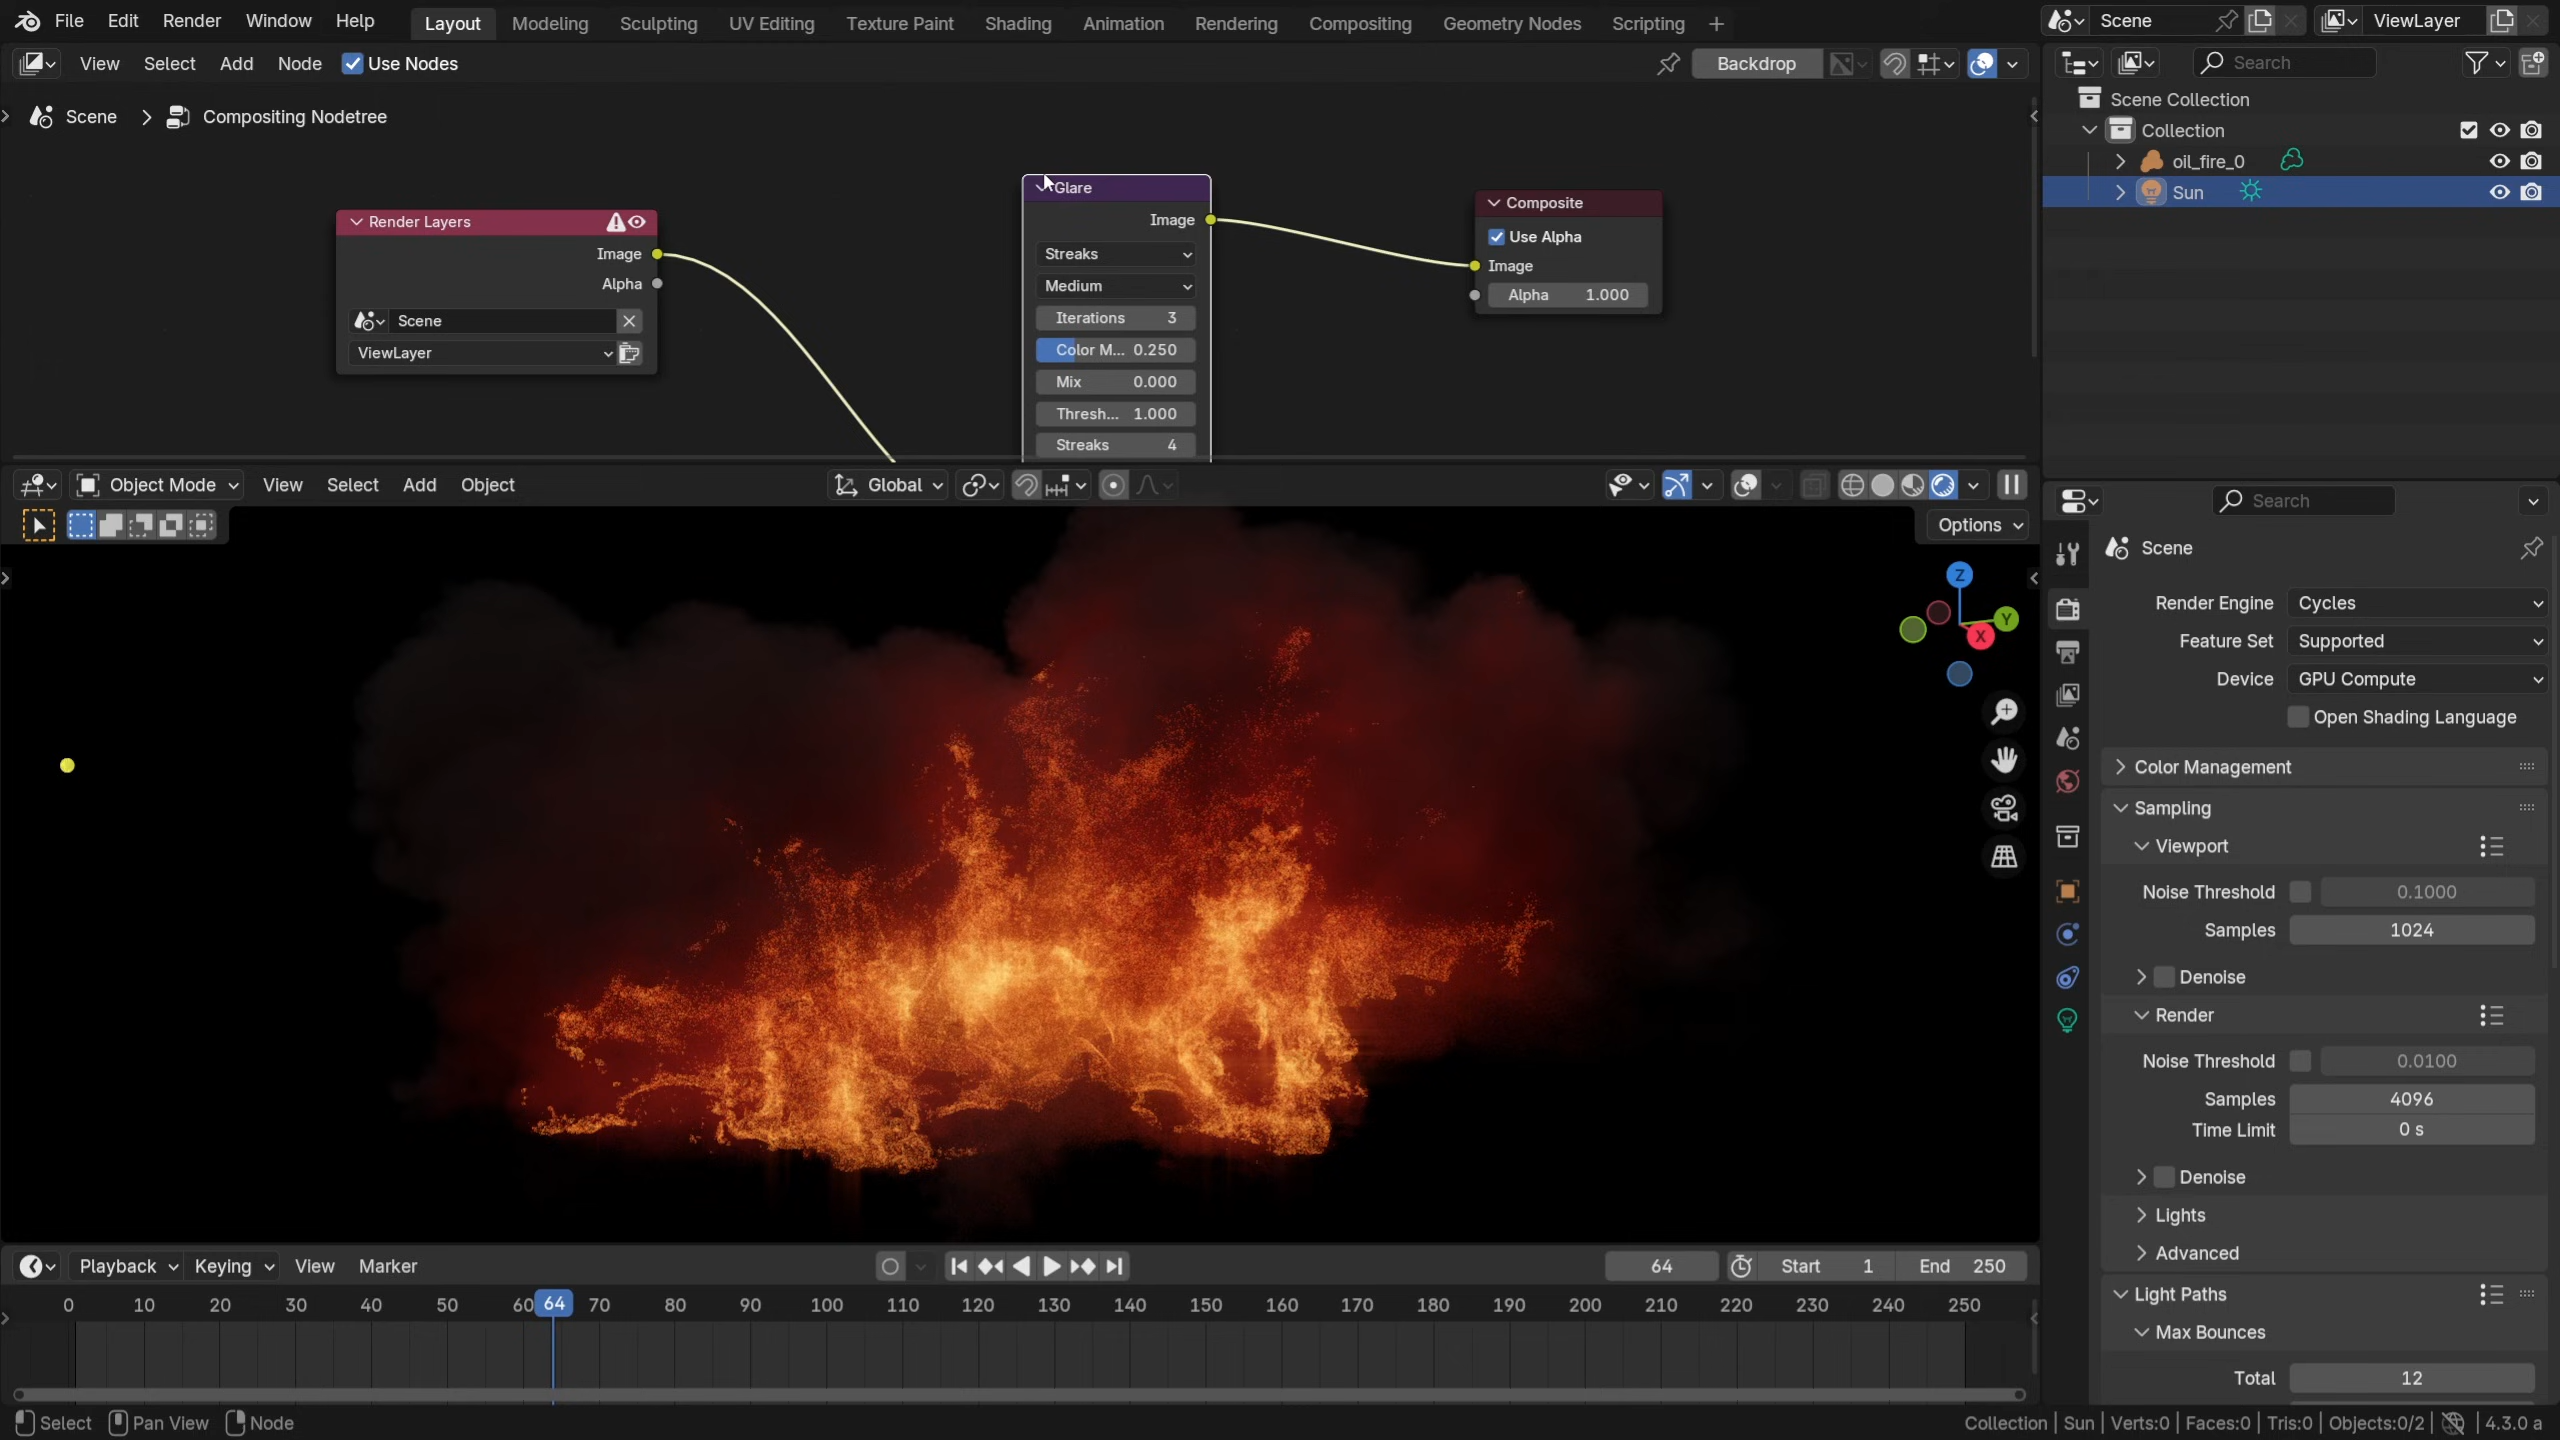 File Edit Render Window Help Layout Modeling Sculpting UV Editing Texture Paint Shading Animation Rendering Compositing Geometry Nodes Scripting + Scene ViewLayer
View Select Add Node Use Nodes Backdrop Search
Scene > Compositing Nodetree
Scene Collection
Collection
oil_fire_0
Sun
Render Layers
Image
Alpha
Scene
ViewLayer
Glare
Image
Streaks
Medium
Iterations 3
Color M... 0.250
Mix 0.000
Thresh... 1.000
Streaks 4
Composite
Use Alpha
Image
Alpha 1.000
Object Mode View Select Add Object Global
Options
Z
Y
X
Search
Scene
Render Engine Cycles
Feature Set Supported
Device GPU Compute
Open Shading Language
Color Management
Sampling
Viewport
Noise Threshold 0.1000
Samples 1024
Denoise
Render
Noise Threshold 0.0100
Samples 4096
Time Limit 0 s
Denoise
Lights
Advanced
Light Paths
Max Bounces
Total 12
Playback Keying View Marker 64 Start 1 End 250
0 10 20 30 40 50 60 64 70 80 90 100 110 120 130 140 150 160 170 180 190 200 210 220 230 240 250
Select Pan View Node Collection | Sun | Verts:0 | Faces:0 | Tris:0 | Objects:0/2 | 4.3.0 a